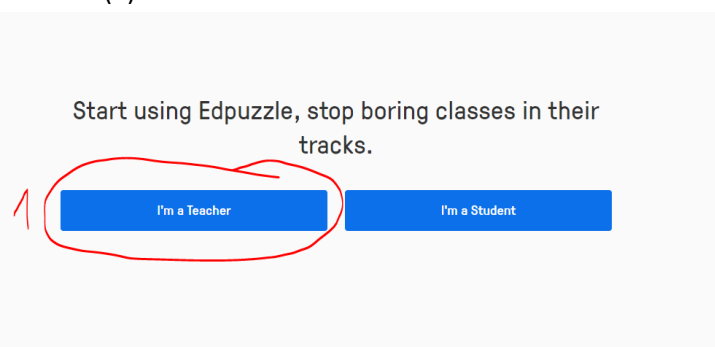 Start using Edpuzzle, stop boring classes in their
tracks.
1
I'm a Teacher
I'm a Student